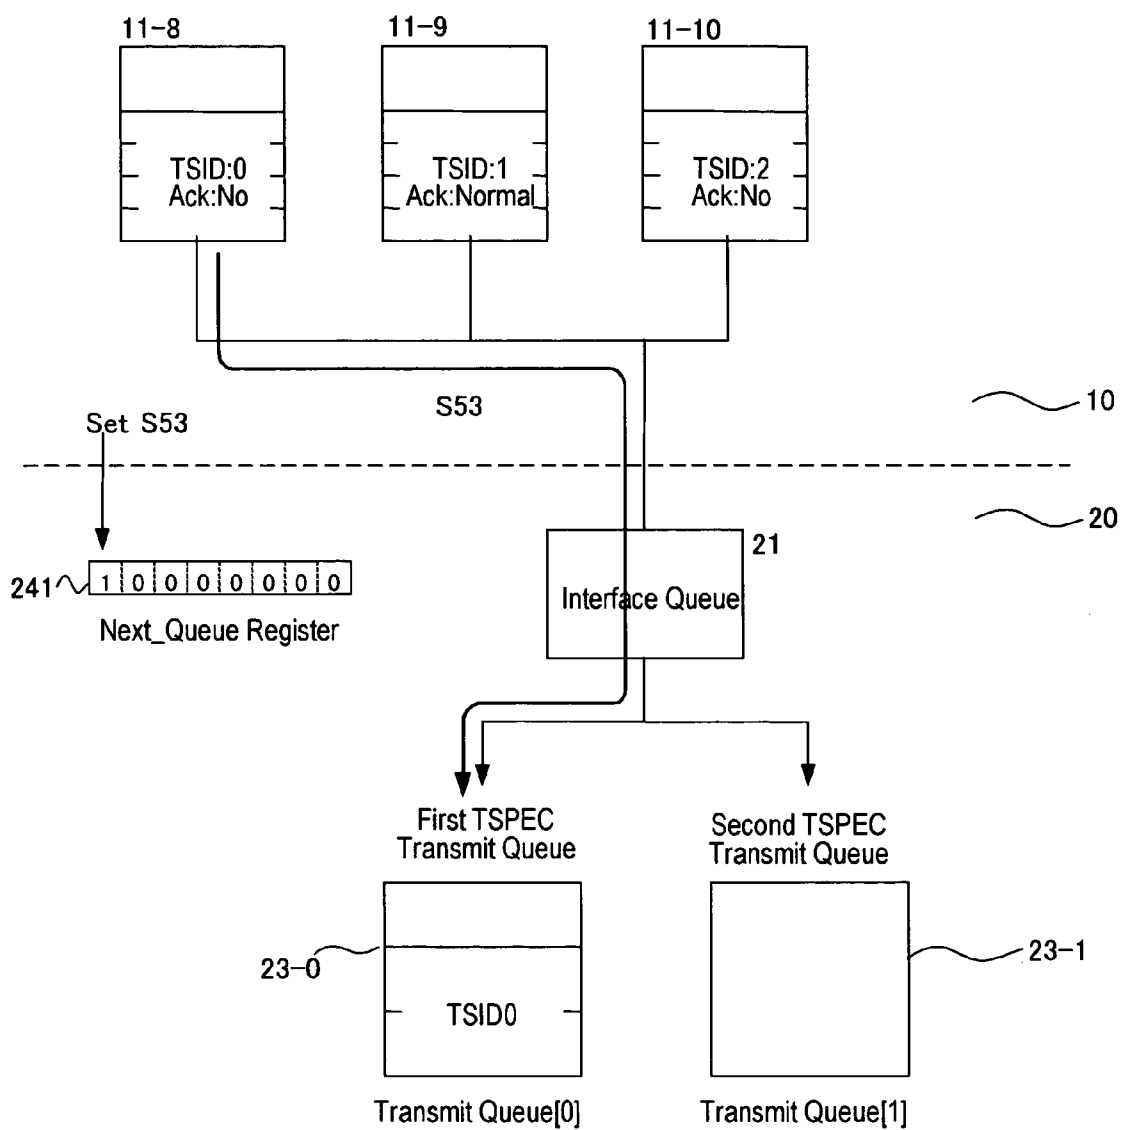 11-8
11-9
11-10
TSID:0
Ack:No
TSID:1
Ack:Normal
TSID:2
Ack:No
S53
10
Set S53
20
21
241
1 0 0 0 0 0 0 0
Interface Queue
Next_Queue Register
First TSPEC
Transmit Queue
Second TSPEC
Transmit Queue
23-0
23-1
TSID0
Transmit Queue[0]
Transmit Queue[1]